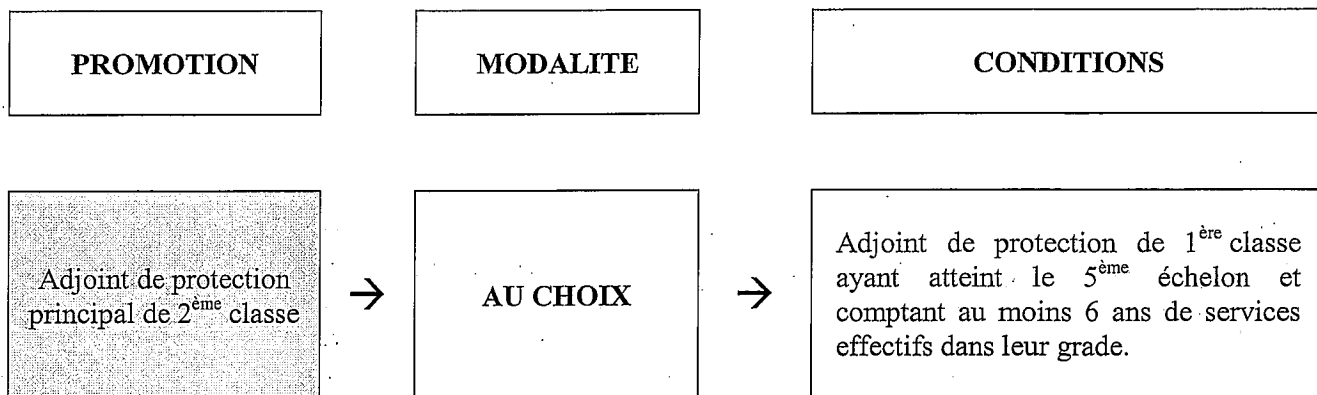 PROMOTION
MODALITE
CONDITIONS
Adjoint de protection
principal de 2ème classe
→
AU CHOIX
→
Adjoint de protection de 1ère classe
ayant atteint le 5ème échelon et
comptant au moins 6 ans de services
effectifs dans leur grade.